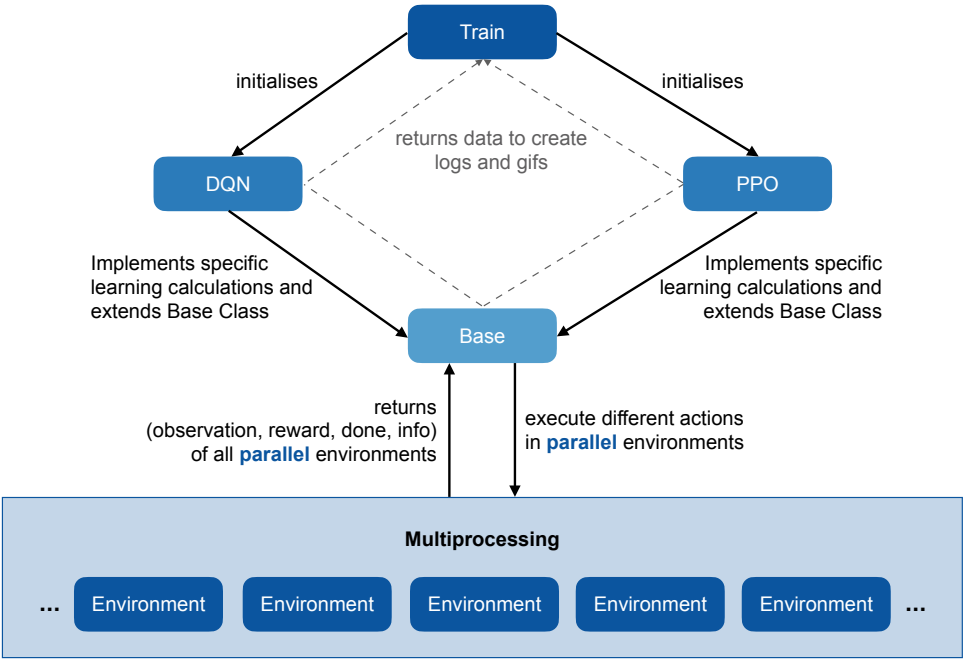 Train
initialises
initialises
returns data to create
logs and gifs
DQN
PPO
Implements specific
learning calculations and
extends Base Class
Implements specific
learning calculations and
extends Base Class
Base
returns
(observation, reward, done, info)
of all parallel environments
execute different actions
in parallel environments
Multiprocessing
... Environment Environment Environment Environment Environment ...